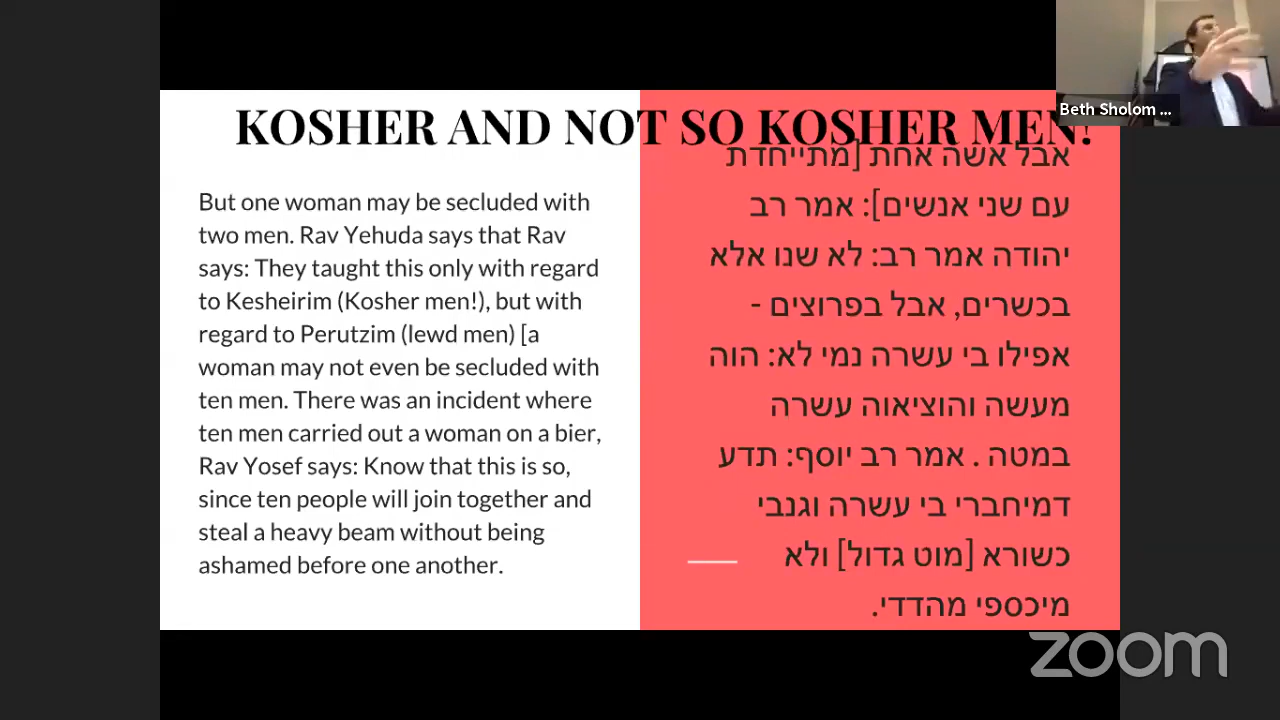 KOSHER AND NOT SO KOSHER MEN!
But one woman may be secluded with
two men. Rav Yehuda says that Rav
says: They taught this only with regard
to Kesheirim (Kosher men!), but with
regard to Perutzim (lewd men) [a
woman may not even be secluded with
ten men. There was an incident where
ten men carried out a woman on a bier,
Rav Yosef says: Know that this is so,
since ten people will join together and
steal a heavy beam without being
ashamed before one another.
אבל אשה אחת [מתייחדת
עם שני אנשים]: אמר רב
יהודה אמר רב: לא שנו אלא
בכשרים, אבל בפרוצים -
אפילו בי עשרה נמי לא: הוה
מעשה והוציאוה עשרה
במטה . אמר רב יוסף: תדע
דמיחברי בי עשרה וגנבי
כשורא [מוט גדול] ולא
מיכספי מהדדי.
Beth Sholom ...
zoom